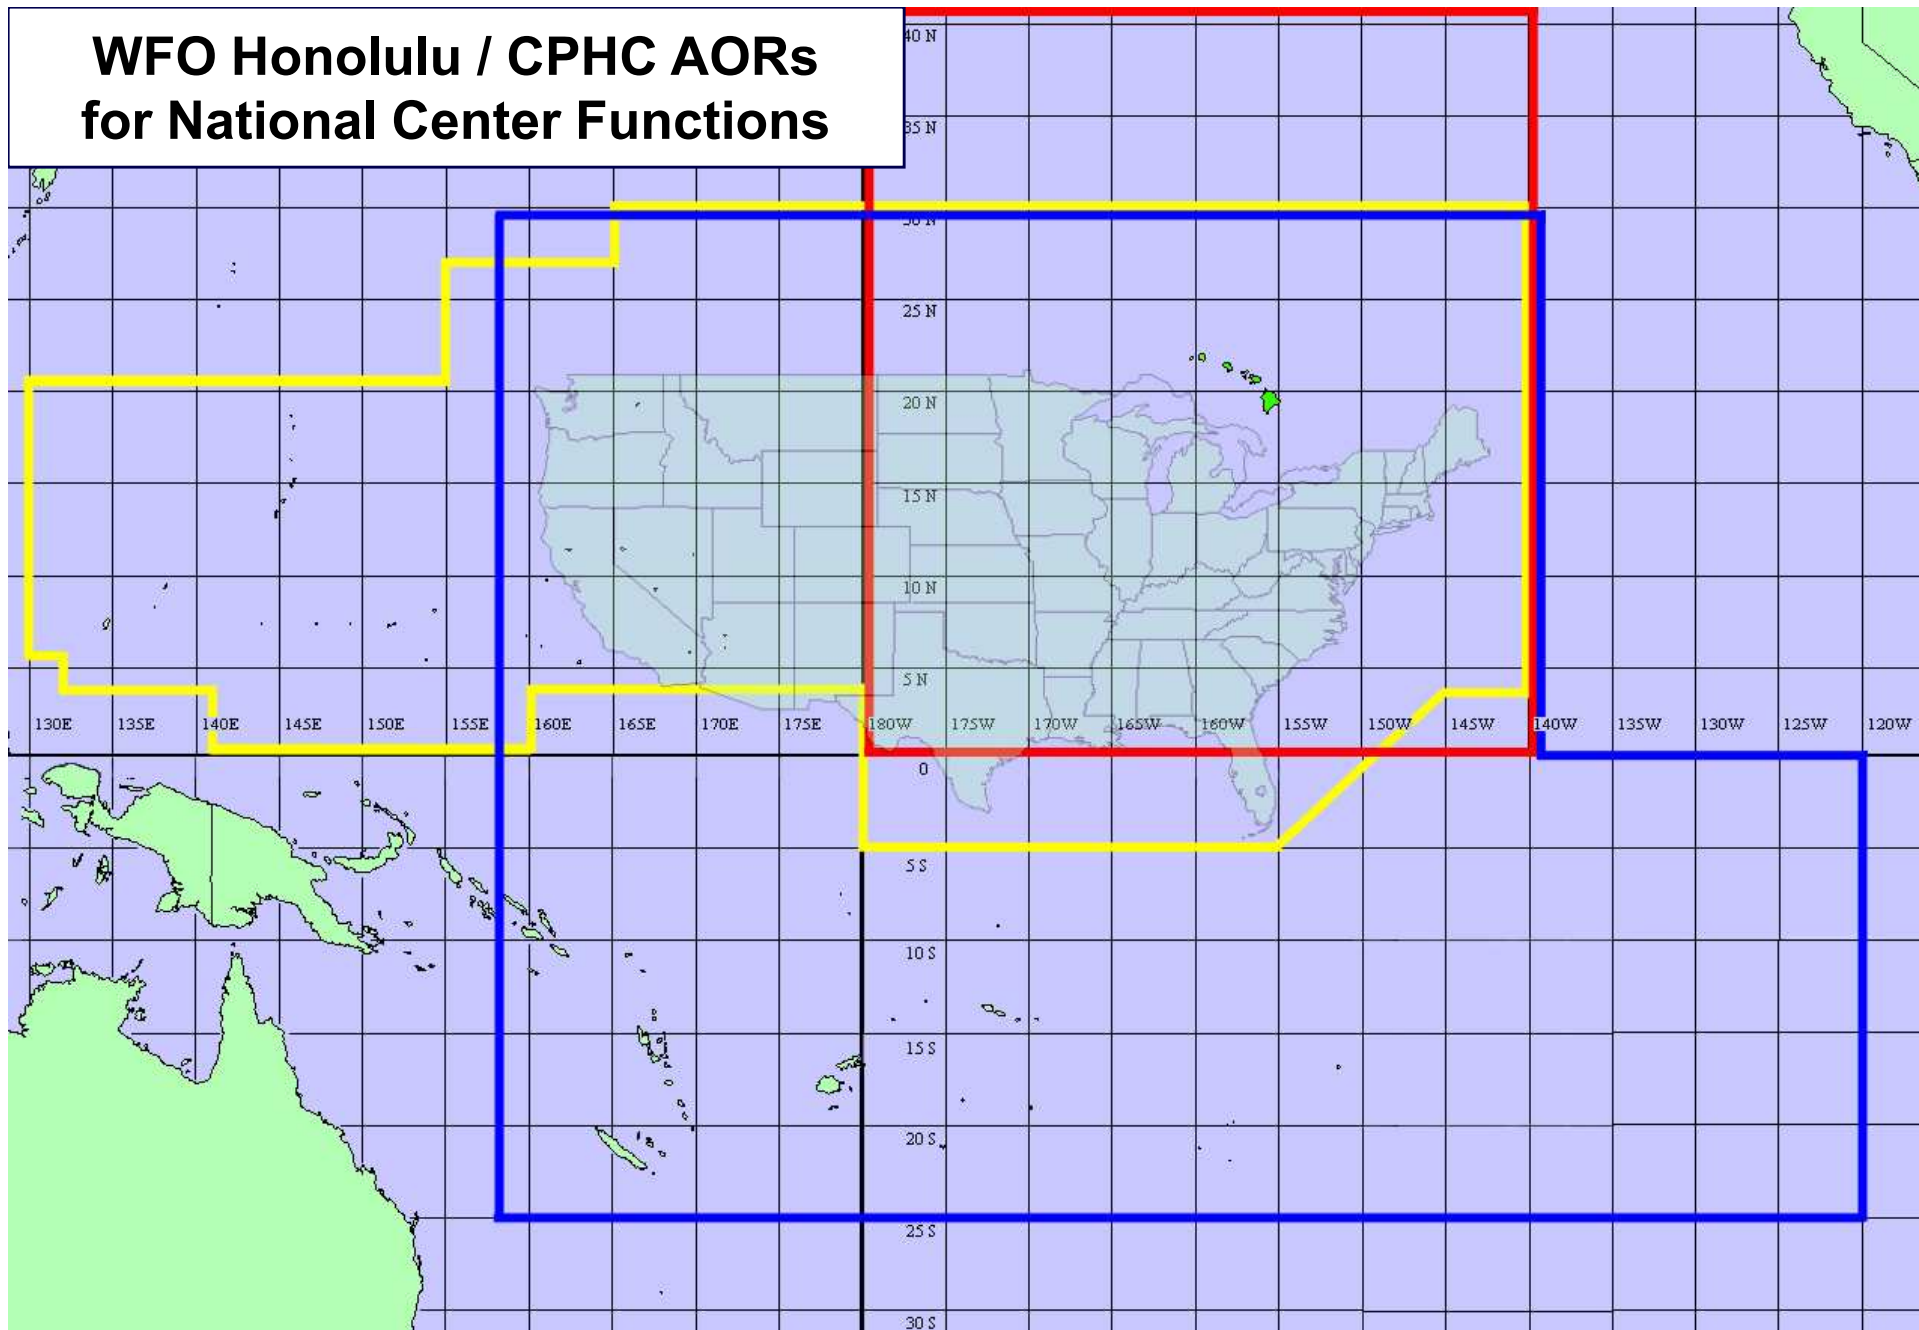 WFO Honolulu / CPHC AORs
for National Center Functions
40 N
35 N
30 N
25 N
20 N
15 N
10 N
5 N
130E 135E 140E 145E 150E 155E 160E 165E 170E 175E 180W 175W 170W 165W 160W 155W 150W 145W 140W 135W 130W 125W 120W
0
5 S
10 S
15 S
20 S
25 S
30 S